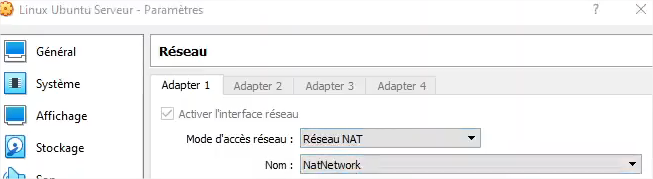 Linux Ubuntu Serveur - Paramètres
?
Général
Réseau
Système
Adapter 1 Adapter 2 Adapter 3 Adapter 4
Affichage
Activer l'interface réseau
Mode d'accès réseau : Réseau NAT
Stockage
Nom : NatNetwork